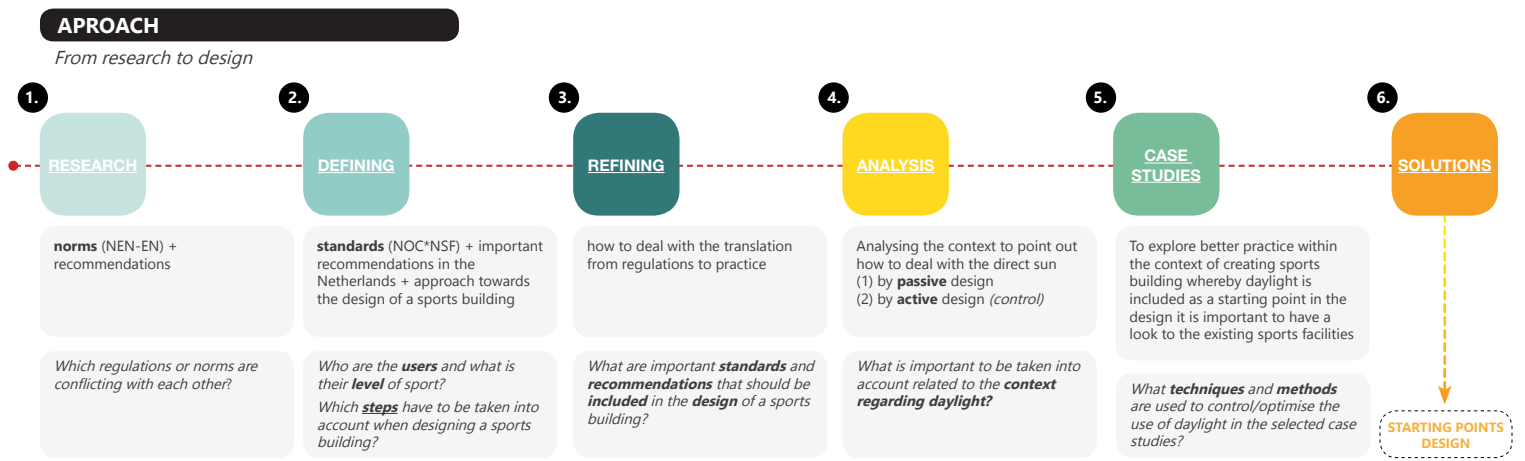 APROACH
From research to design
1.
RESEARCH
norms (NEN-EN) +
recommendations
Which regulations or norms are
conflicting with each other?
2.
DEFINING
standards (NOC*NSF) + important
recommendations in the
Netherlands + approach towards
the design of a sports building
Who are the users and what is
their level of sport?
Which steps have to be taken into
account when designing a sports
building?
3.
REFINING
how to deal with the translation
from regulations to practice
What are important standards and
recommendations that should be
included in the design of a sports
building?
4.
ANALYSIS
Analysing the context to point out
how to deal with the direct sun
(1) by passive design
(2) by active design (control)
What is important to be taken into
account related to the context
regarding daylight?
5.
CASE
STUDIES
To explore better practice within
the context of creating sports
building whereby daylight is
included as a starting point in the
design it is important to have a
look to the existing sports facilities
What techniques and methods
are used to control/optimise the
use of daylight in the selected case
studies?
6.
SOLUTIONS
STARTING POINTS
DESIGN